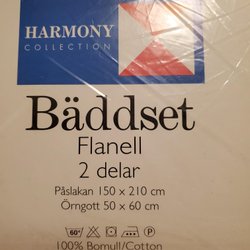 HARMONY
COLLECTION
Bäddset
Flanell
2 delar
Påslakan 150 x 210 cm
Örngott 50 x 60 cm
60°
100% Bomull/Cotton